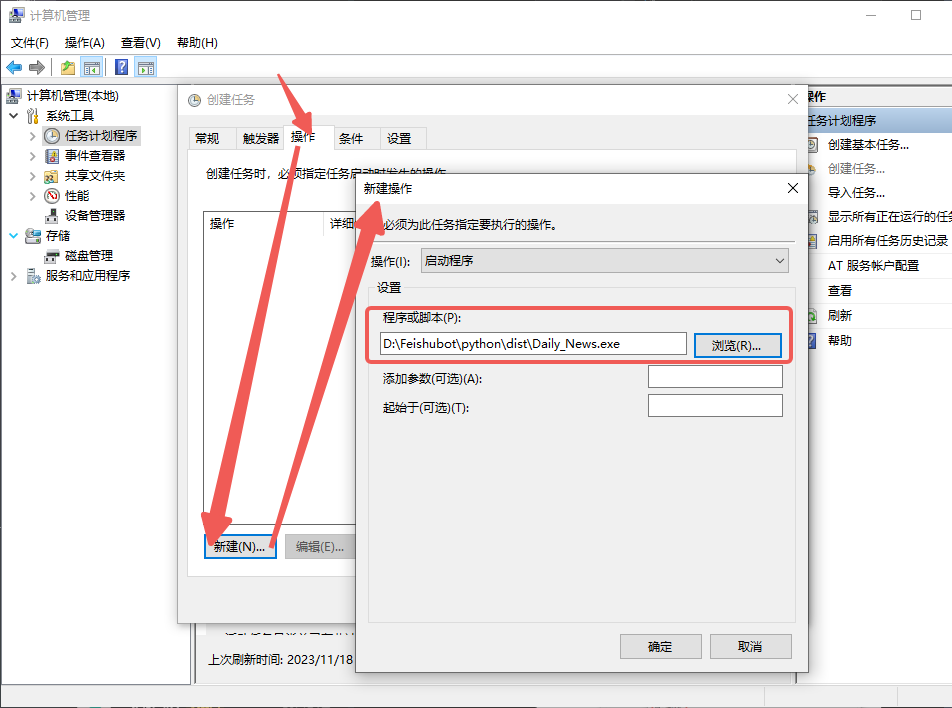 计算机管理
文件(F) 操作(A) 查看(V) 帮助(H)
计算机管理(本地)
系统工具
任务计划程序
事件查看器
共享文件夹
性能
设备管理器
存储
磁盘管理
服务和应用程序
创建任务
常规 触发器 操作 条件 设置
创建任务时，必须指定任务启动时发生的操作。
操作 详细
新建(N)... 编辑(E)...
上次刷新时间: 2023/11/18
新建操作
必须为此任务指定要执行的操作。
操作(I): 启动程序
设置
程序或脚本(P):
D:\Feishubot\python\dist\Daily_News.exe 浏览(R)...
添加参数(可选)(A):
起始于(可选)(T):
确定 取消
操作
任务计划程序
创建基本任务...
创建任务...
导入任务...
显示所有正在运行的任务
启用所有任务历史记录
AT 服务帐户配置
查看
刷新
帮助